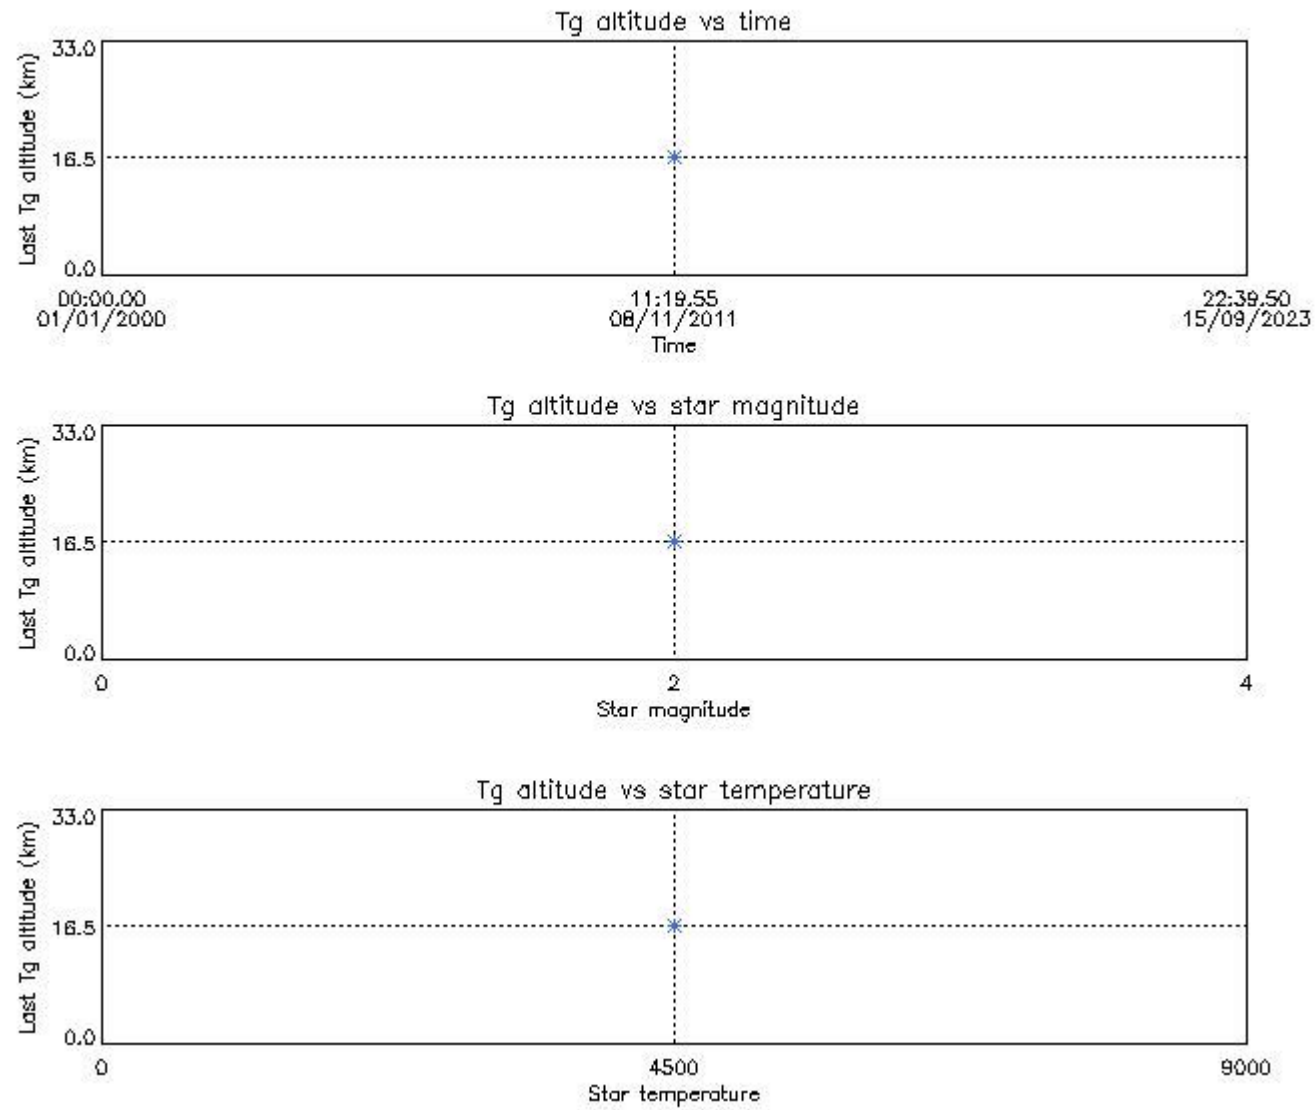 Tg altitude vs time
Last Tg altitude (km)
33.0
16.5
0.0
00:00.00 11:19.55 22:39.50
01/01/2000 08/11/2011 15/09/2023
Time
Tg altitude vs star magnitude
Last Tg altitude (km)
33.0
16.5
0.0
0 2 4
Star magnitude
Tg altitude vs star temperature
Last Tg altitude (km)
33.0
16.5
0.0
0 4500 9000
Star temperature